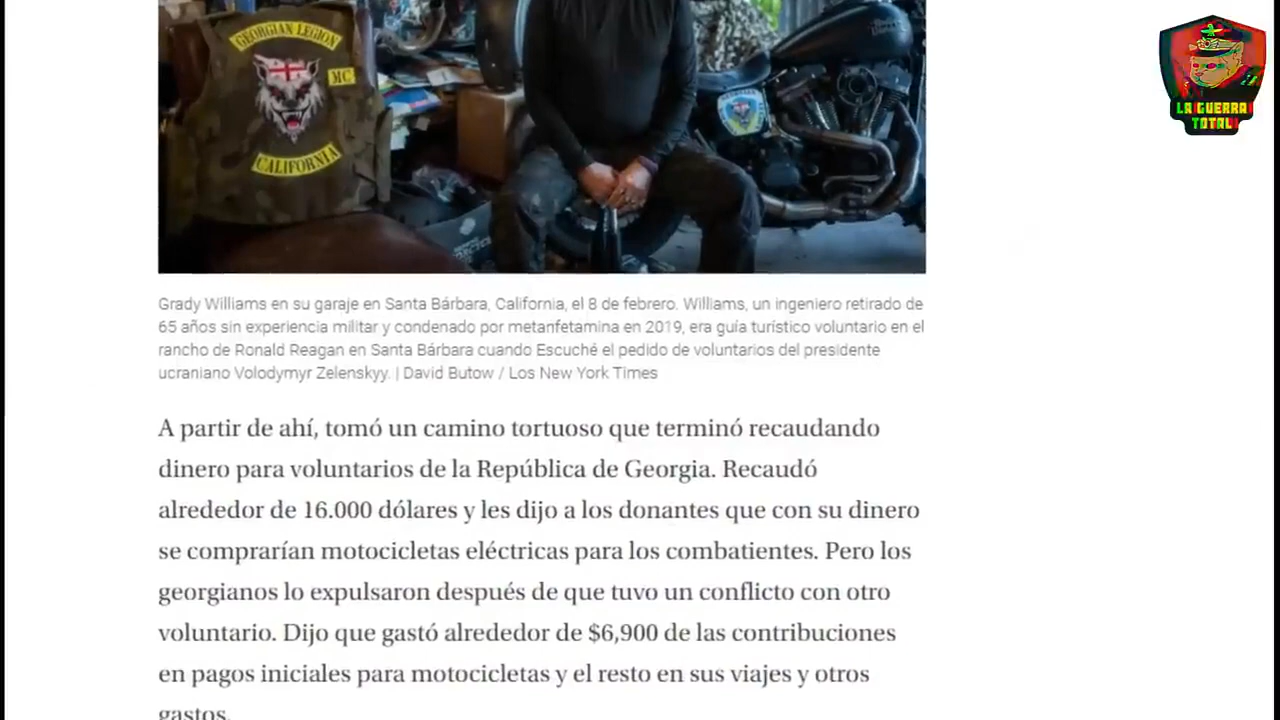 GEORGIAN LEGION
MC
CALIFORNIA
LA GUERRA
TOTAL
Grady Williams en su garaje en Santa Bárbara, California, el 8 de febrero. Williams, un ingeniero retirado de
65 años sin experiencia militar y condenado por metanfetamina en 2019, era guía turístico voluntario en el
rancho de Ronald Reagan en Santa Bárbara cuando Escuché el pedido de voluntarios del presidente
ucraniano Volodymyr Zelenskyy. | David Butow / Los New York Times
A partir de ahí, tomó un camino tortuoso que terminó recaudando
dinero para voluntarios de la República de Georgia. Recaudó
alrededor de 16.000 dólares y les dijo a los donantes que con su dinero
se comprarían motocicletas eléctricas para los combatientes. Pero los
georgianos lo expulsaron después de que tuvo un conflicto con otro
voluntario. Dijo que gastó alrededor de $6,900 de las contribuciones
en pagos iniciales para motocicletas y el resto en sus viajes y otros
gastos.